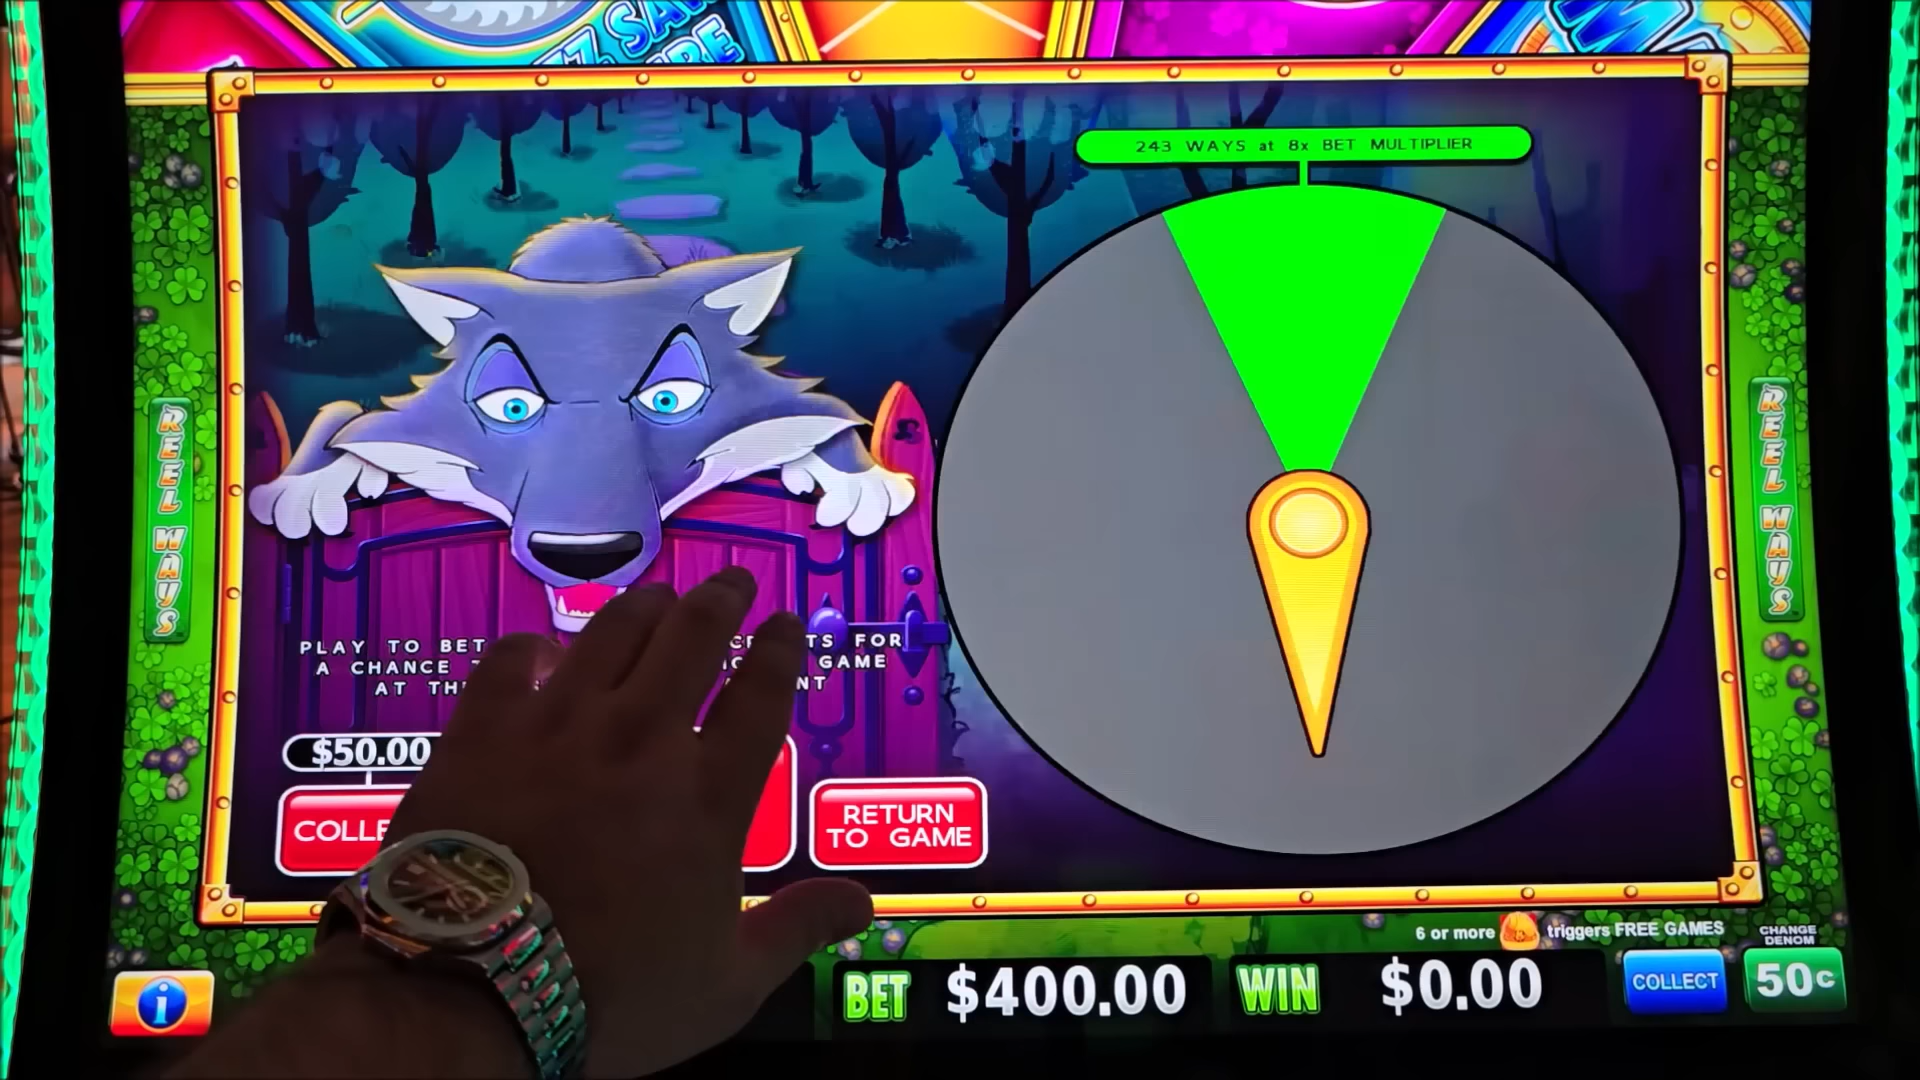 243 WAYS at 8x BET MULTIPLIER
REEL WAYS
REEL WAYS
PLAY TO BET
FOR
A CHANCE
GAME
AT
$50.00
RETURN
TO GAME
6 or more triggers FREE GAMES
CHANGE
DENOM
BET $400.00
WIN $0.00
COLLECT
50¢